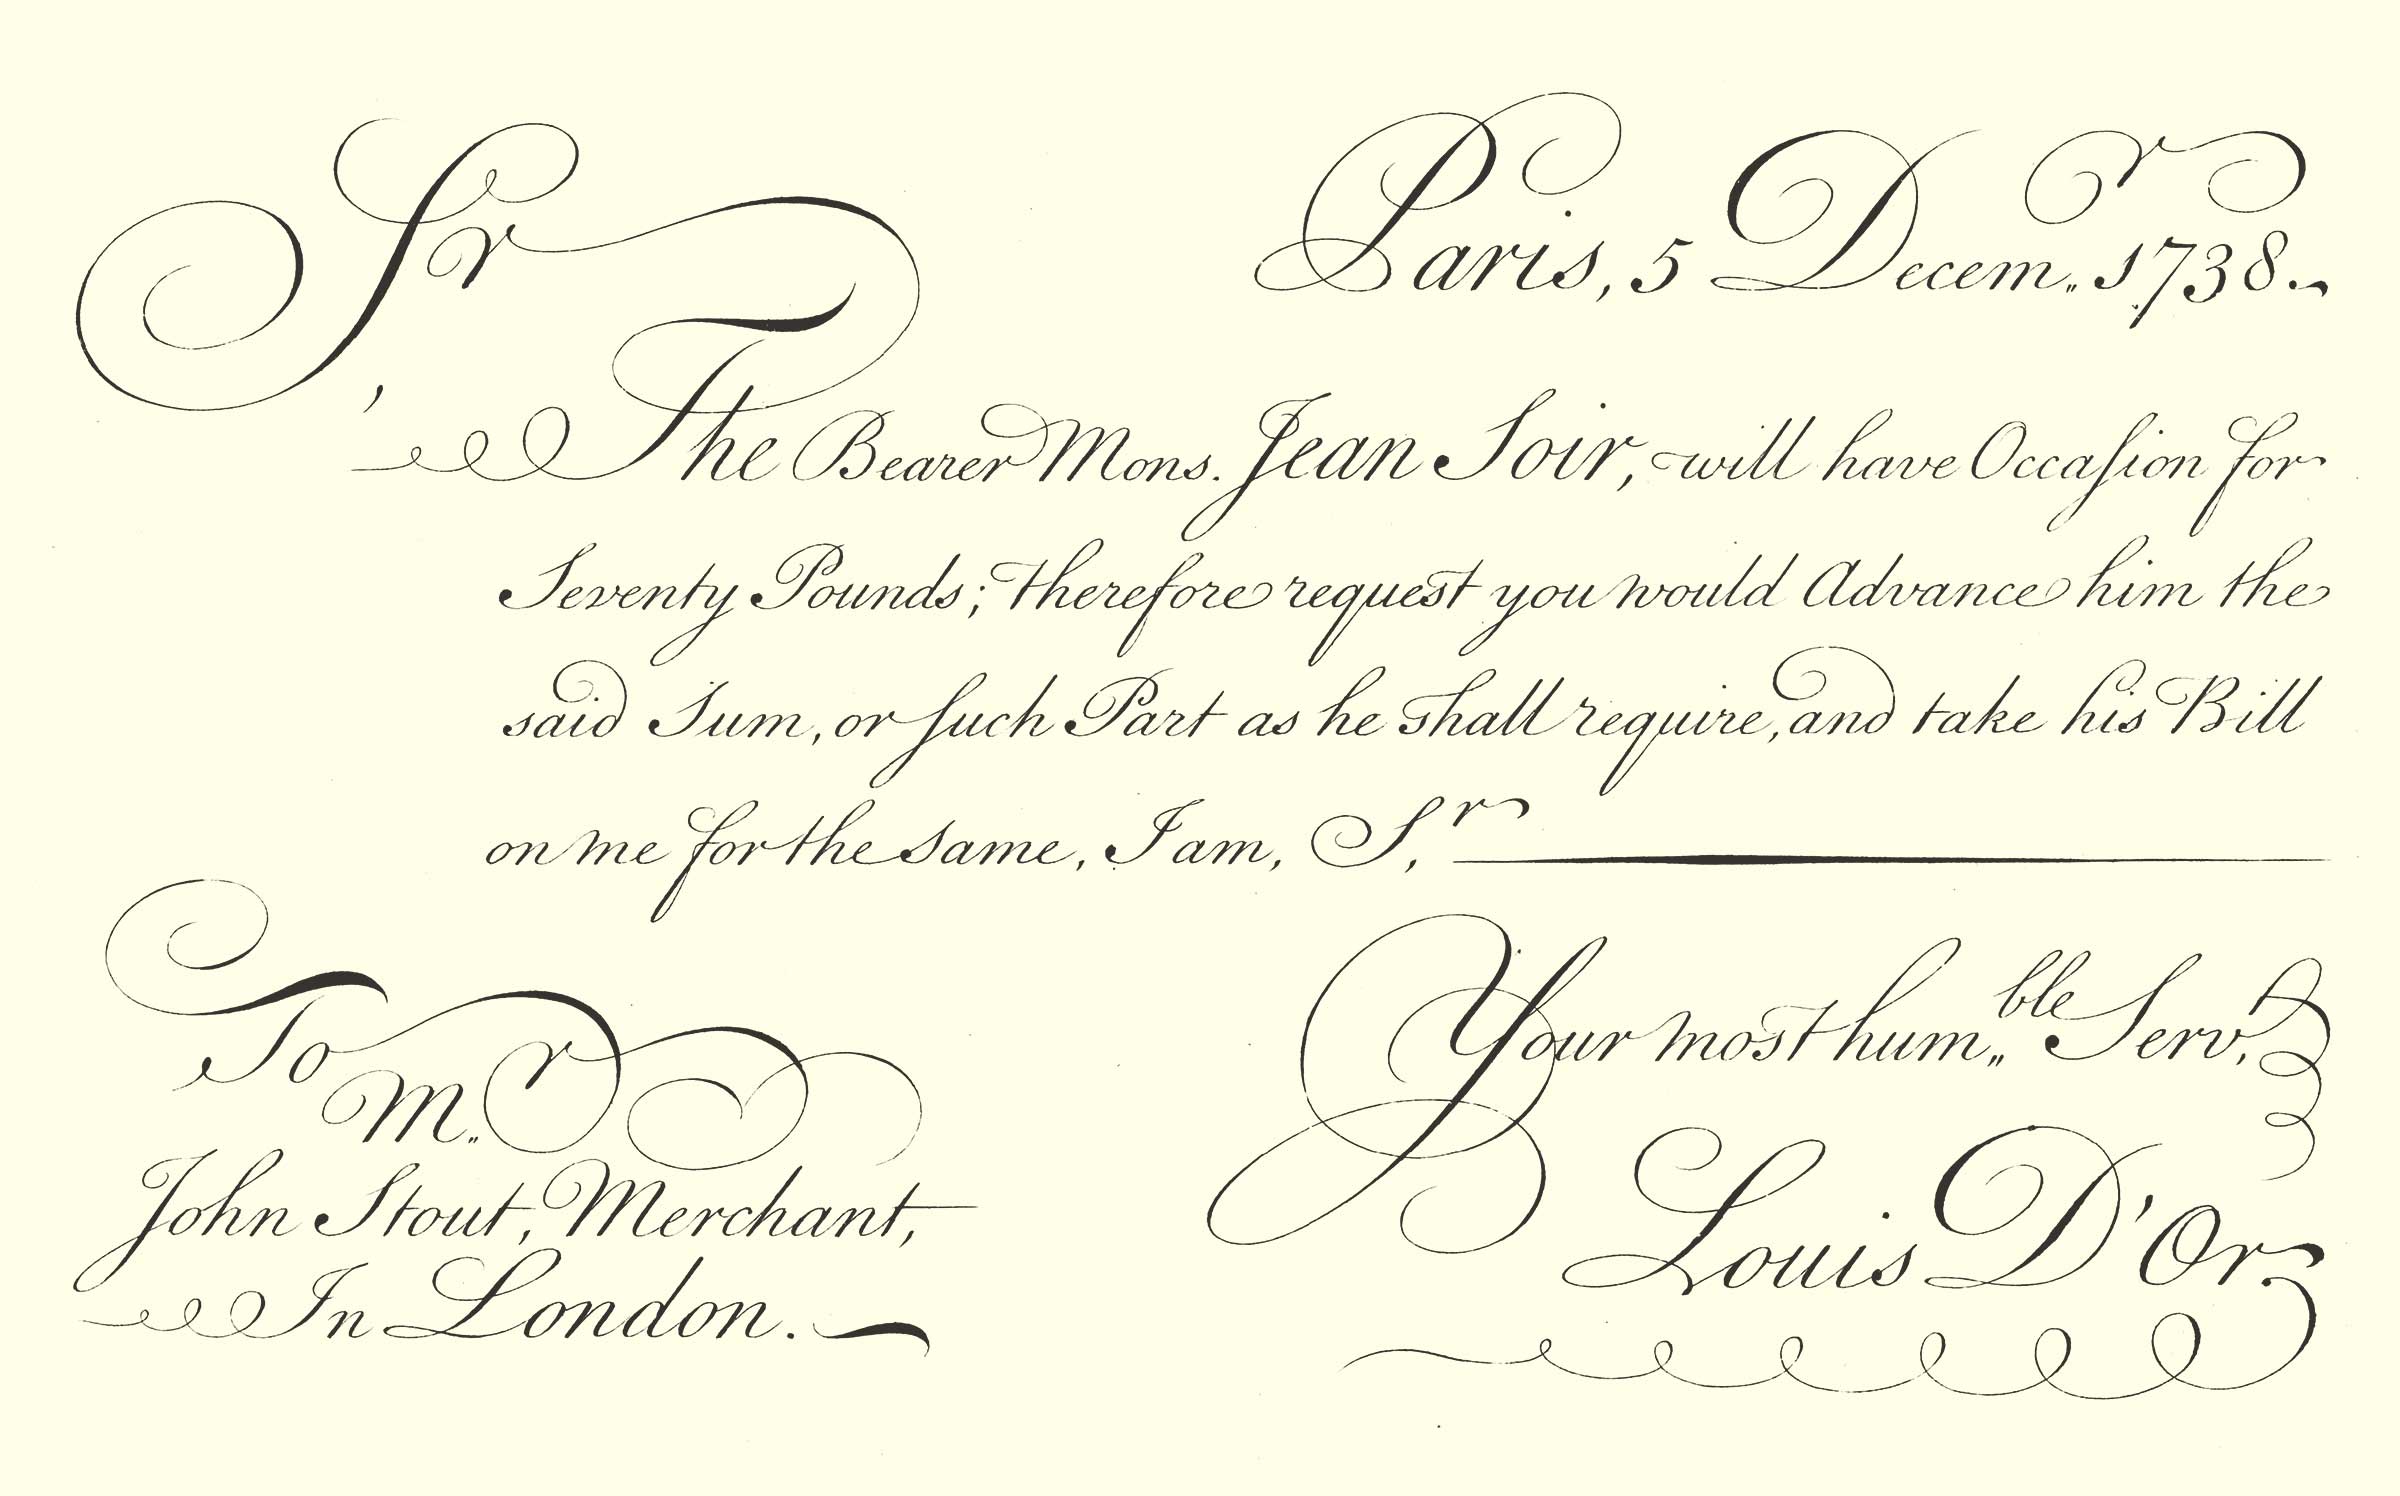 Paris, 5 Decem.r 1738.
Sr,
The Bearer Mons. Jean Soir, will have Occaſion for
Seventy Pounds; therefore request you would Advance him the
said Sum, or ſuch Part as he shall require, and take his Bill
on me for the same, I am, Sr,
Your most hum.ble Serv.t
Louis D'Or
To
M.r
John Stout, Merchant,
In London.